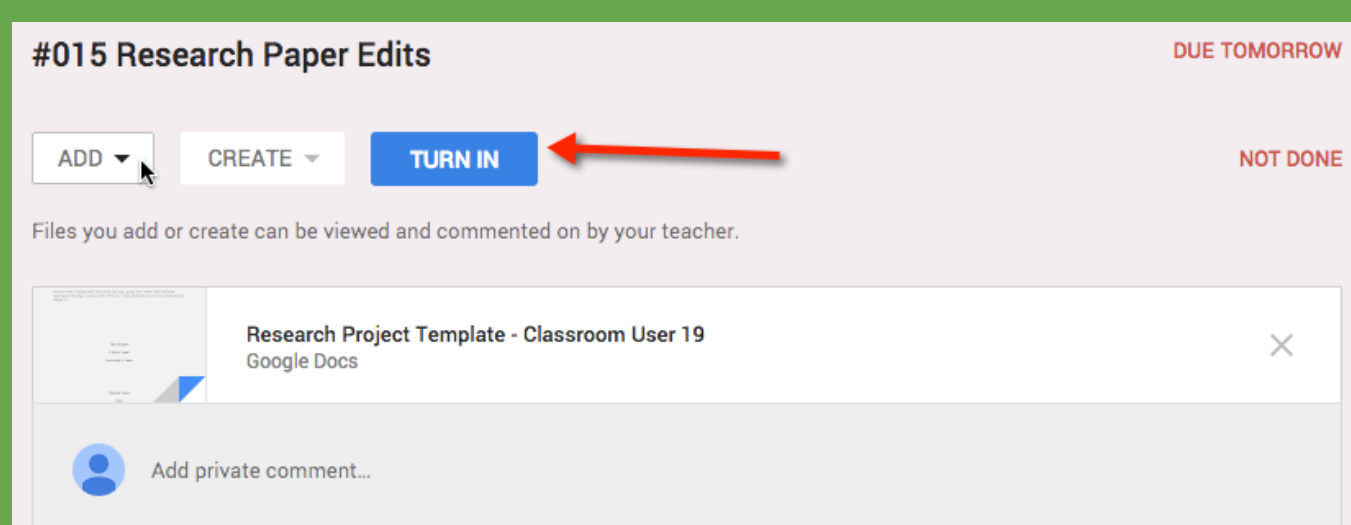 #015 Research Paper Edits
DUE TOMORROW
ADD
CREATE
TURN IN
NOT DONE
Files you add or create can be viewed and commented on by your teacher.
Research Project Template - Classroom User 19
Google Docs
Add private comment...